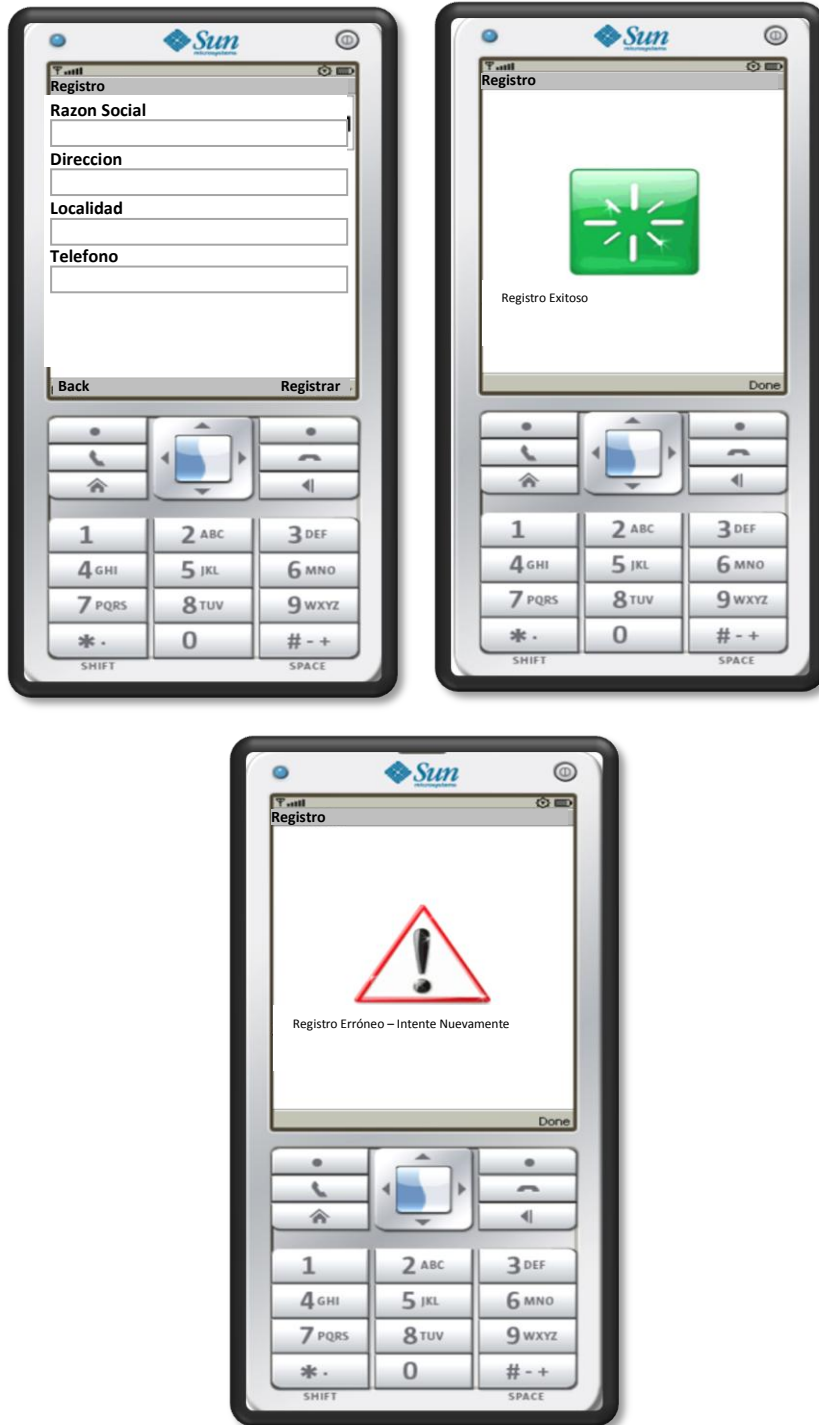 Sun
microsystems
Registro
Razon Social
Direccion
Localidad
Telefono
Back Registrar
1 2 ABC 3 DEF
4 GHI 5 JKL 6 MNO
7 PQRS 8 TUV 9 WXYZ
* . 0 # - +
SHIFT SPACE
Sun
microsystems
Registro
Registro Exitoso
Done
1 2 ABC 3 DEF
4 GHI 5 JKL 6 MNO
7 PQRS 8 TUV 9 WXYZ
* . 0 # - +
SHIFT SPACE
Sun
microsystems
Registro
Registro Erróneo – Intente Nuevamente
Done
1 2 ABC 3 DEF
4 GHI 5 JKL 6 MNO
7 PQRS 8 TUV 9 WXYZ
* . 0 # - +
SHIFT SPACE